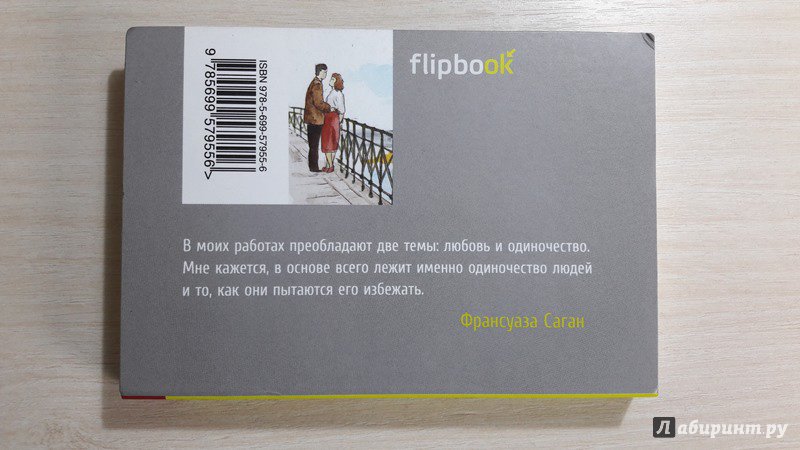 flipbook
ISBN 978-5-699-57955-6
9 785699 579556>
В моих работах преобладают две темы: любовь и одиночество.
Мне кажется, в основе всего лежит именно одиночество людей
и то, как они пытаются его избежать.
Франсуаза Саган
Лабиринт.ру